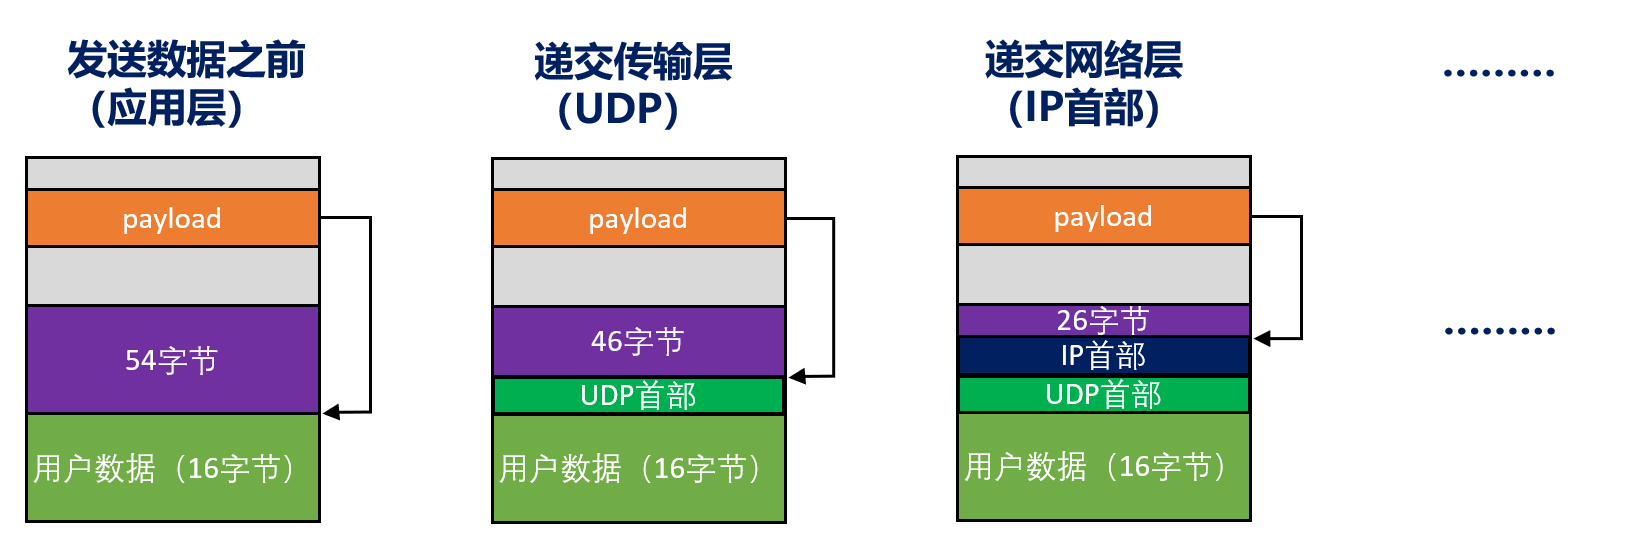 发送数据之前
（应用层）
payload
54字节
用户数据（16字节）
递交传输层
（UDP）
payload
46字节
UDP首部
用户数据（16字节）
递交网络层
（IP首部）
payload
26字节
IP首部
UDP首部
用户数据（16字节）
.........
.........